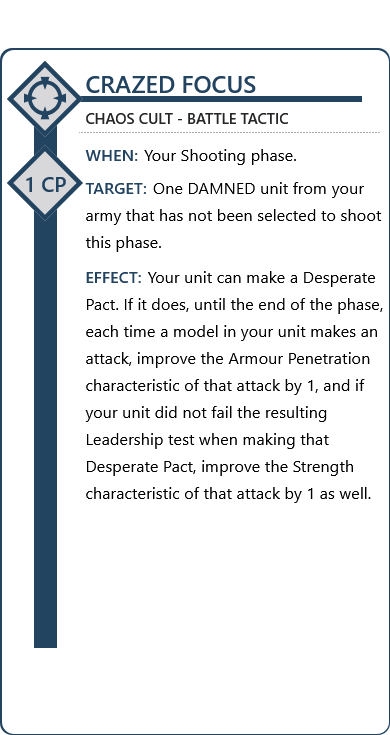 CRAZED FOCUS
CHAOS CULT - BATTLE TACTIC
1 CP
WHEN: Your Shooting phase.
TARGET: One DAMNED unit from your
army that has not been selected to shoot
this phase.
EFFECT: Your unit can make a Desperate
Pact. If it does, until the end of the phase,
each time a model in your unit makes an
attack, improve the Armour Penetration
characteristic of that attack by 1, and if
your unit did not fail the resulting
Leadership test when making that
Desperate Pact, improve the Strength
characteristic of that attack by 1 as well.